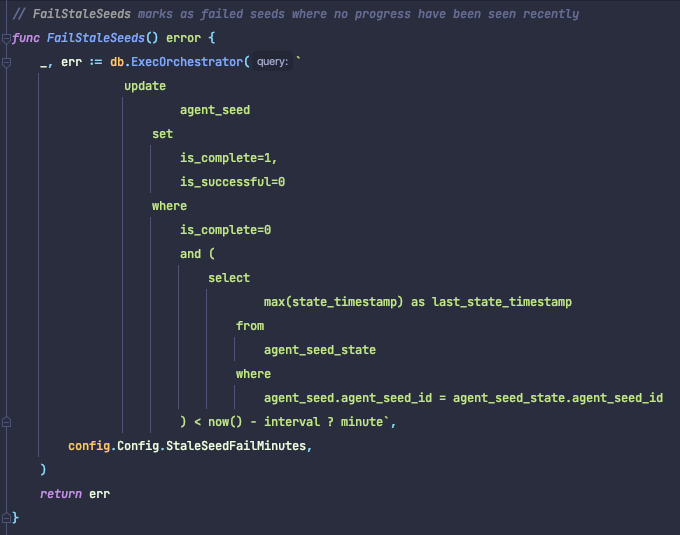 // FailStaleSeeds marks as failed seeds where no progress have been seen recently
func FailStaleSeeds() error {
_, err := db.ExecOrchestrator( query: `
update
agent_seed
set
is_complete=1,
is_successful=0
where
is_complete=0
and (
select
max(state_timestamp) as last_state_timestamp
from
agent_seed_state
where
agent_seed.agent_seed_id = agent_seed_state.agent_seed_id
) < now() - interval ? minute`,
config.Config.StaleSeedFailMinutes,
)
return err
}